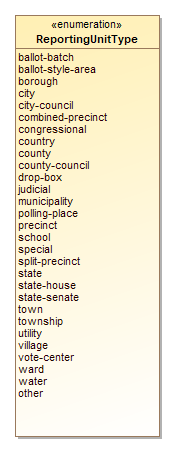 «enumeration»
ReportingUnitType
ballot-batch
ballot-style-area
borough
city
city-council
combined-precinct
congressional
country
county
county-council
drop-box
judicial
municipality
polling-place
precinct
school
special
split-precinct
state
state-house
state-senate
town
township
utility
village
vote-center
ward
water
other